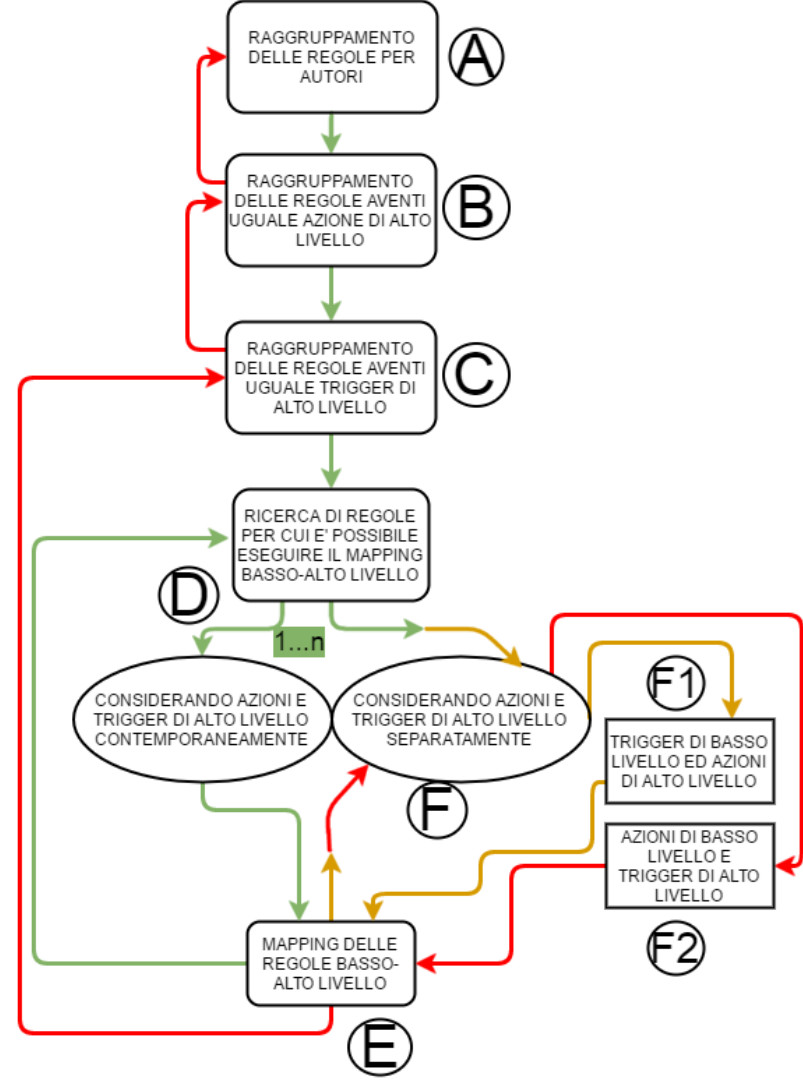 RAGGRUPPAMENTO
DELLE REGOLE PER
AUTORI
A
RAGGRUPPAMENTO
DELLE REGOLE AVENTI
UGUALE AZIONE DI ALTO
LIVELLO
B
RAGGRUPPAMENTO
DELLE REGOLE AVENTI
UGUALE TRIGGER DI
ALTO LIVELLO
C
RICERCA DI REGOLE
PER CUI E' POSSIBILE
ESEGUIRE IL MAPPING
BASSO-ALTO LIVELLO
D
1...n
CONSIDERANDO AZIONI E
TRIGGER DI ALTO LIVELLO
CONTEMPORANEAMENTE
CONSIDERANDO AZIONI E
TRIGGER DI ALTO LIVELLO
SEPARATAMENTE
F
F1
TRIGGER DI BASSO
LIVELLO ED AZIONI
DI ALTO LIVELLO
AZIONI DI BASSO
LIVELLO E
TRIGGER DI ALTO
LIVELLO
F2
MAPPING DELLE
REGOLE BASSO-
ALTO LIVELLO
E